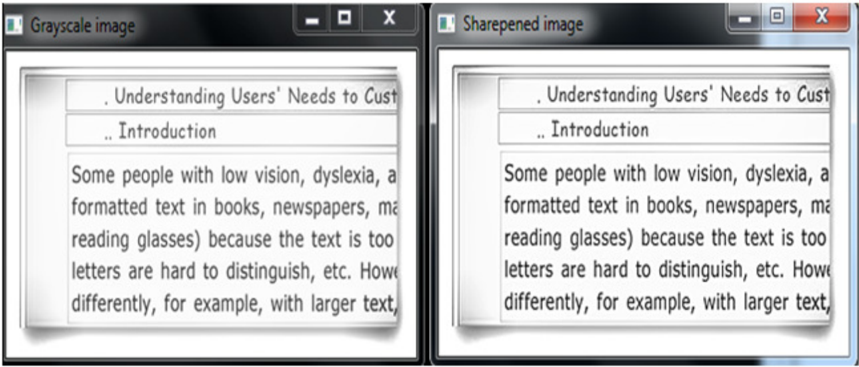 Grayscale image
. Understanding Users' Needs to Cust
.. Introduction
Some people with low vision, dyslexia, a
formatted text in books, newspapers, ma
reading glasses) because the text is too
letters are hard to distinguish, etc. Howe
differently, for example, with larger text,
Sharepened image
. Understanding Users' Needs to Cust
.. Introduction
Some people with low vision, dyslexia, a
formatted text in books, newspapers, ma
reading glasses) because the text is too
letters are hard to distinguish, etc. Howe
differently, for example, with larger text,